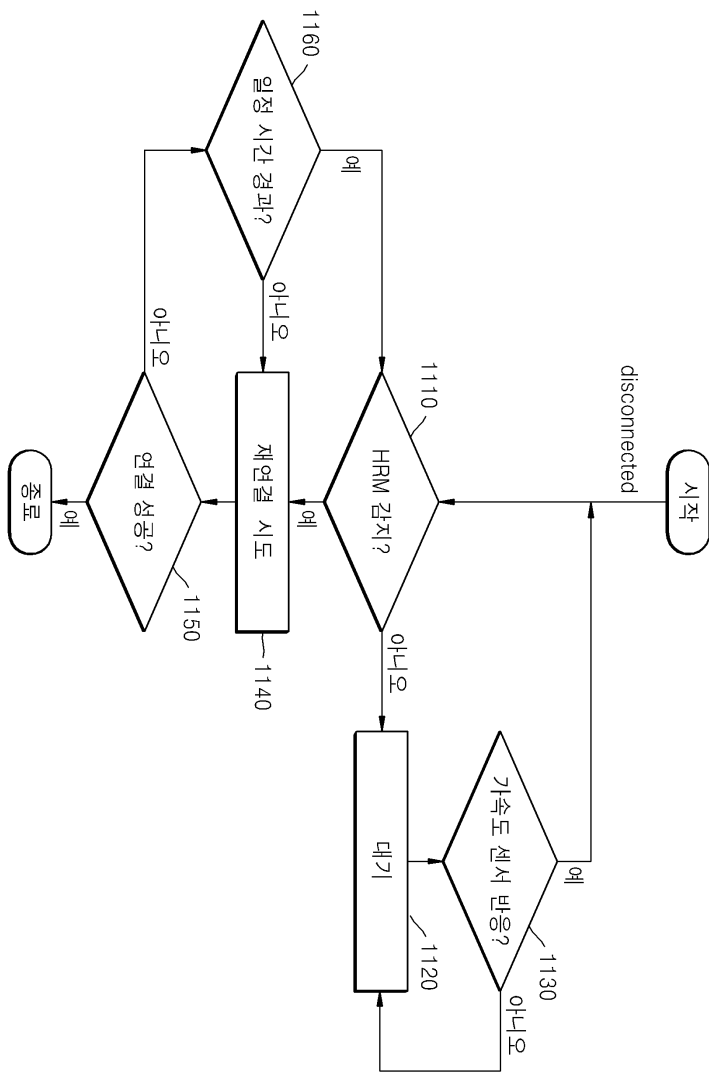 시작
disconnected
1110
HRM 감지?
예
아니오
1120
대기
1130
가속도 센서 반응?
예
아니오
1140
재연결 시도
1150
연결 성공?
예
아니오
1160
일정 시간 경과?
예
아니오
종료